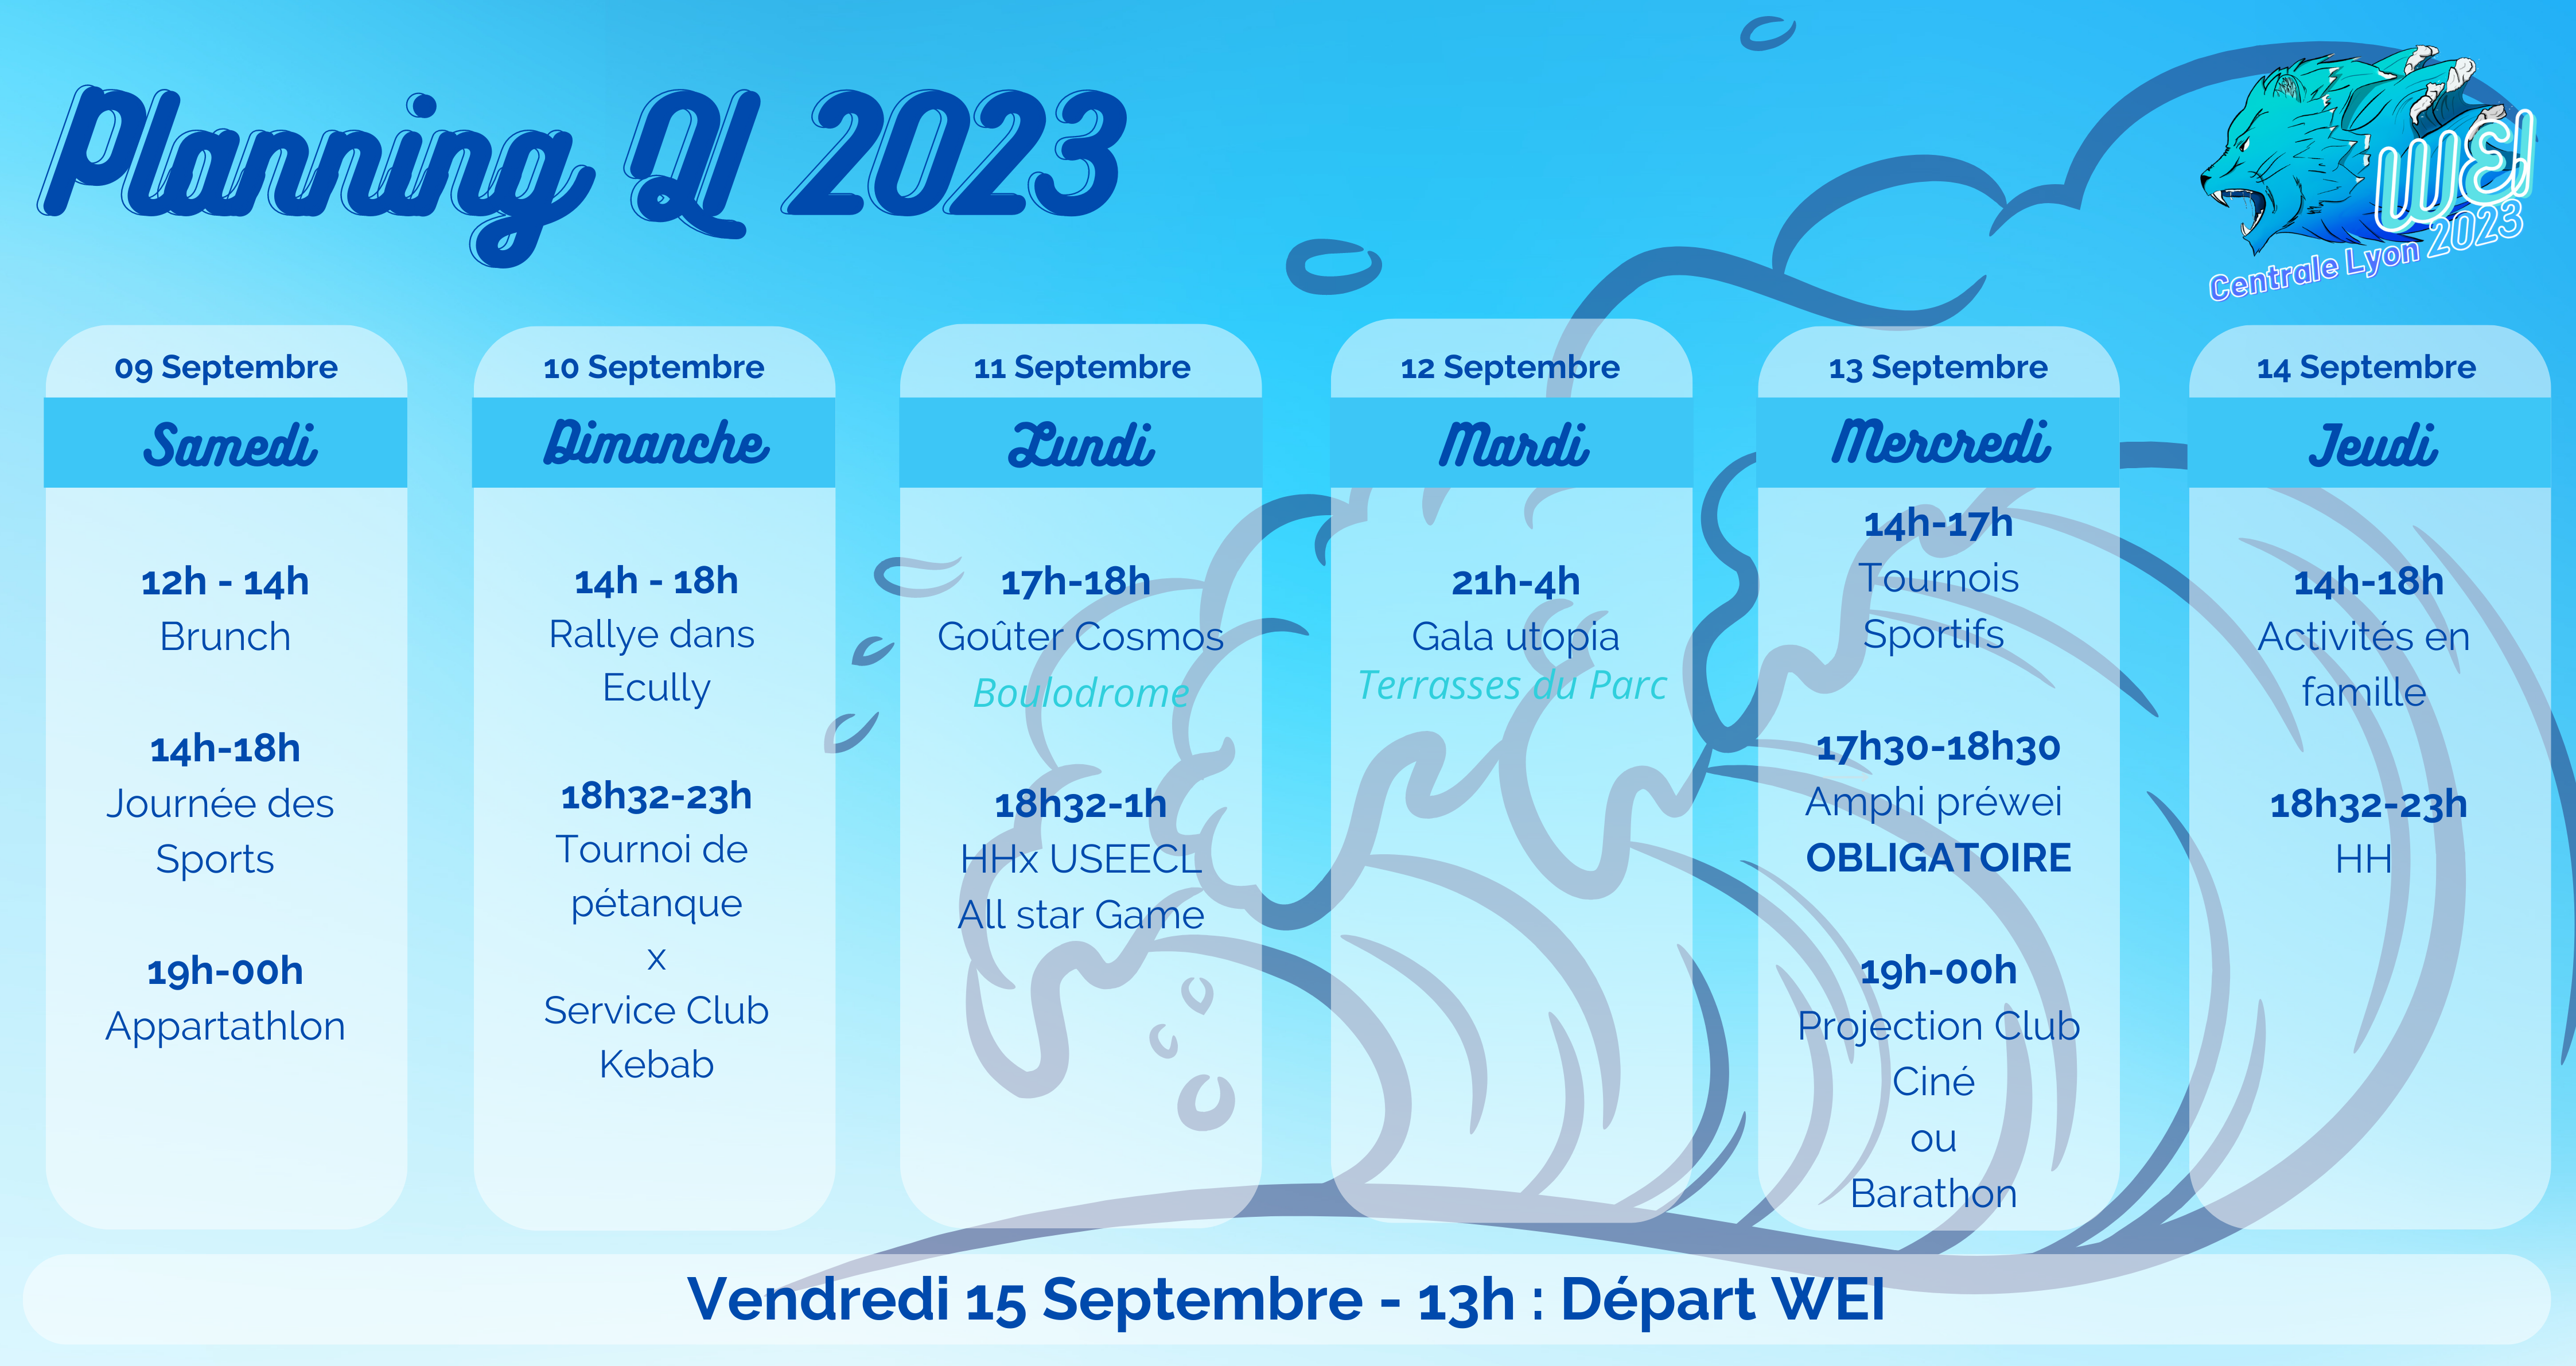 Planning QI 2023
WEI
Centrale Lyon 2023
09 Septembre
Samedi
12h - 14h
Brunch
14h-18h
Journée des
Sports
19h-00h
Appartathlon
10 Septembre
Dimanche
14h - 18h
Rallye dans
Ecully
18h32-23h
Tournoi de
pétanque
x
Service Club
Kebab
11 Septembre
Lundi
17h-18h
Goûter Cosmos
Boulodrome
18h32-1h
HHx USEECL
All star Game
12 Septembre
Mardi
21h-4h
Gala utopia
Terrasses du Parc
13 Septembre
Mercredi
14h-17h
Tournois
Sportifs
17h30-18h30
Amphi préwei
OBLIGATOIRE
19h-00h
Projection Club
Ciné
ou
Barathon
14 Septembre
Jeudi
14h-18h
Activités en
famille
18h32-23h
HH
Vendredi 15 Septembre - 13h : Départ WEI